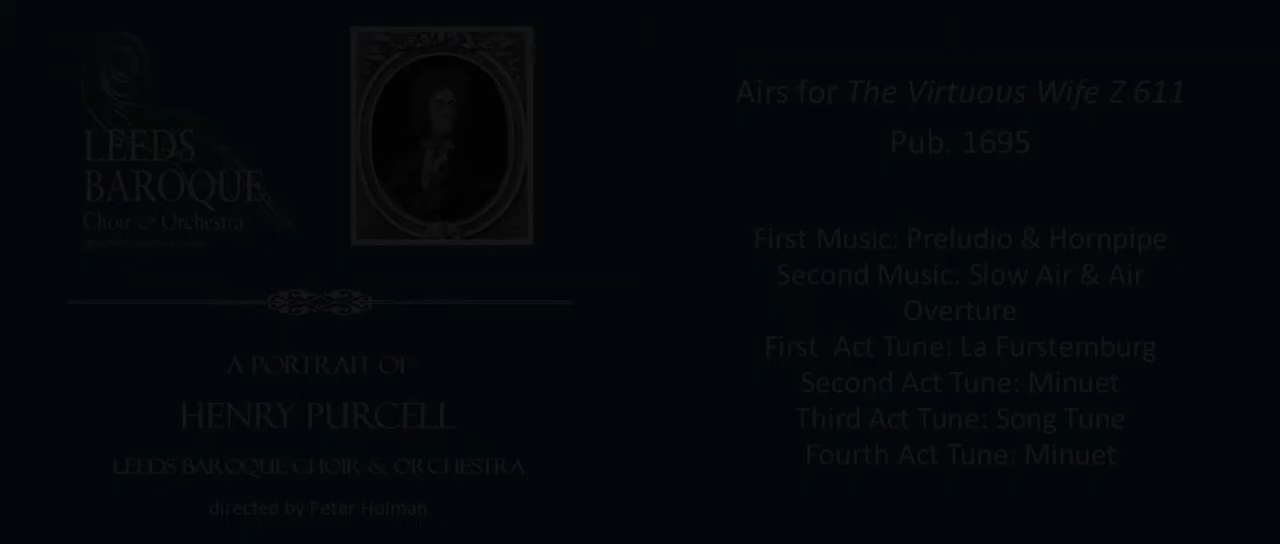 LEEDS
BAROQUE
Choir & Orchestra
A PORTRAIT OF
HENRY PURCELL
LEEDS BAROQUE CHOIR & ORCHESTRA
directed by Peter Holman
Airs for The Virtuous Wife Z 611
Pub. 1695
First Music: Preludio & Hornpipe
Second Music: Slow Air & Air
Overture
First Act Tune: La Furstemburg
Second Act Tune: Minuet
Third Act Tune: Song Tune
Fourth Act Tune: Minuet